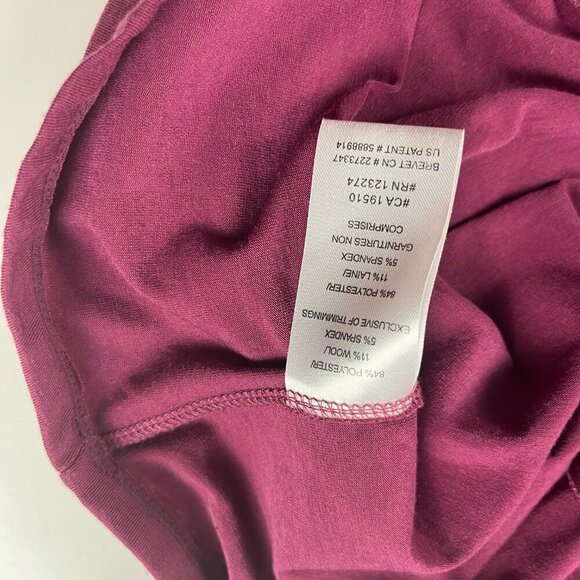 84% POLYESTER/
11% WOOL/
5% SPANDEX
EXCLUSIVE OF TRIMMINGS
84% POLYESTER/
11% LAINE/
5% SPANDEX
GARNITURES NON
COMPRISES
#CA 19510
#RN 123274
BREVET CN # 2273347
US PATENT # 5888914